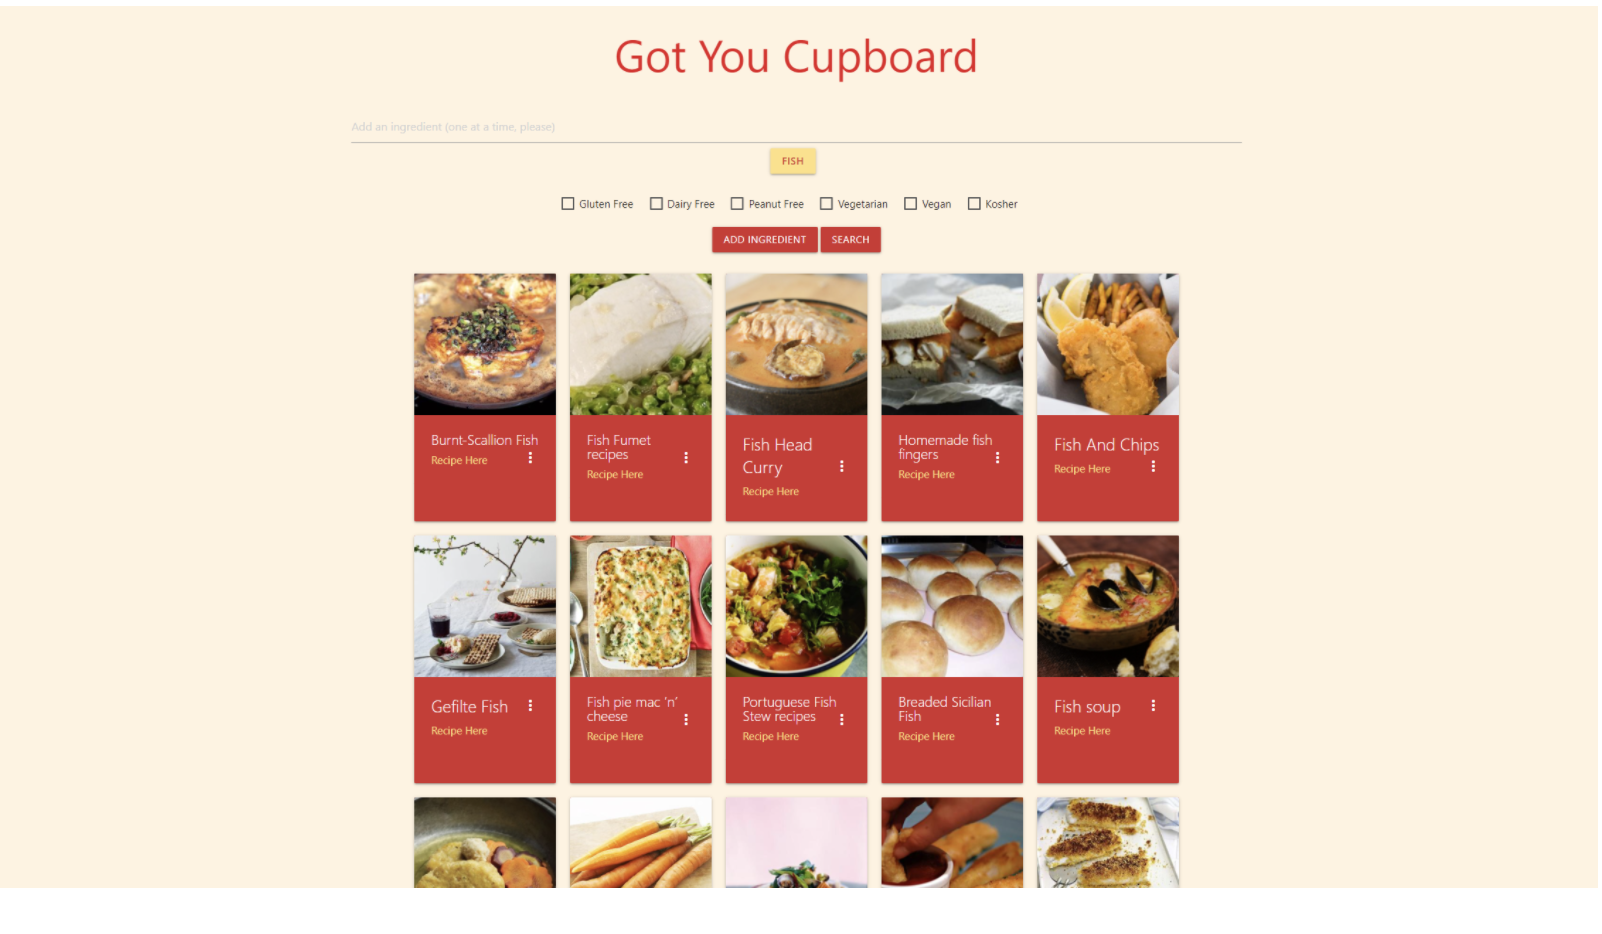 Got You Cupboard
Add an ingredient (one at a time, please)
FISH
Gluten Free Dairy Free Peanut Free Vegetarian Vegan Kosher
ADD INGREDIENT SEARCH
Burnt-Scallion Fish
Recipe Here
Fish Fumet
recipes
Recipe Here
Fish Head
Curry
Recipe Here
Homemade fish
fingers
Recipe Here
Fish And Chips
Recipe Here
Gefilte Fish
Recipe Here
Fish pie mac 'n'
cheese
Recipe Here
Portuguese Fish
Stew recipes
Recipe Here
Breaded Sicilian
Fish
Recipe Here
Fish soup
Recipe Here